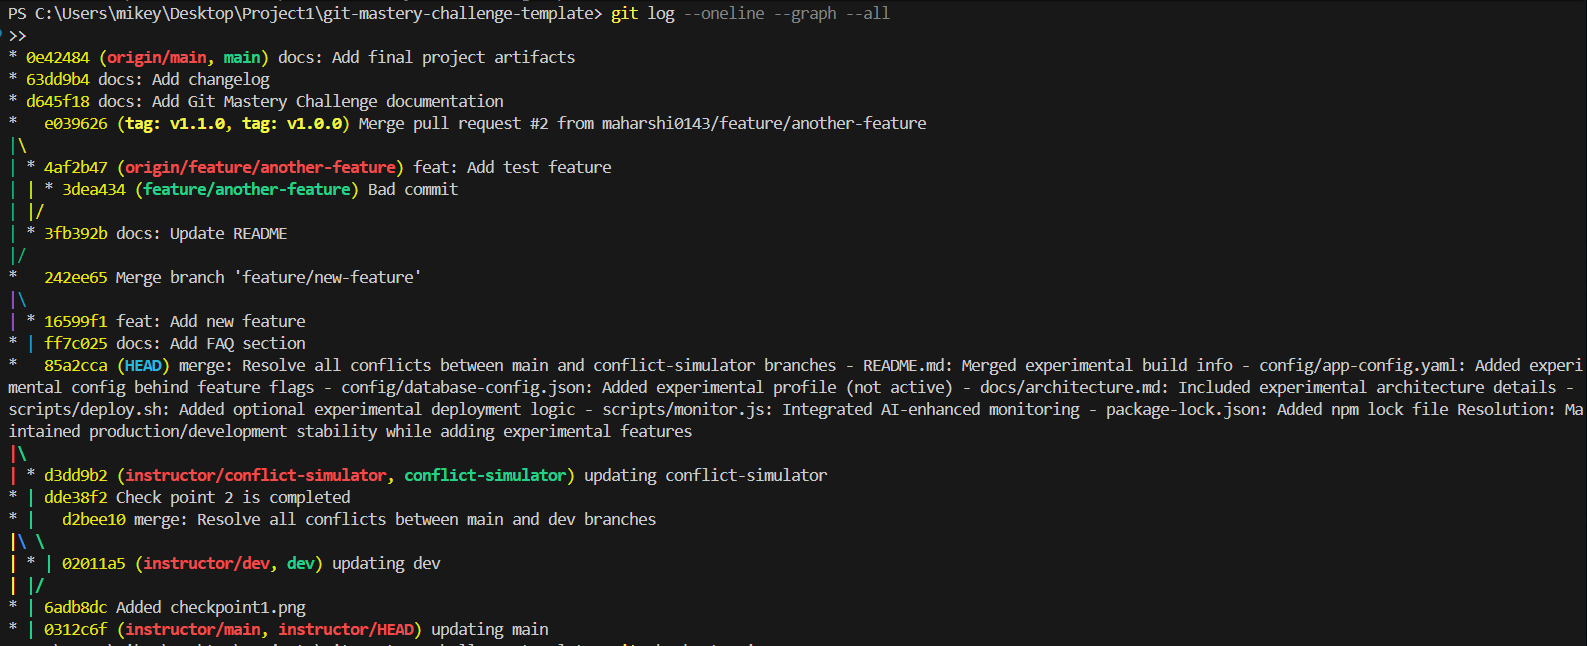 PS C:\Users\mikey\Desktop\Project1\git-mastery-challenge-template> git log --oneline --graph --all
>>
* 0e42484 (origin/main, main) docs: Add final project artifacts
* 63dd9b4 docs: Add changelog
* d645f18 docs: Add Git Mastery Challenge documentation
*   e039626 (tag: v1.1.0, tag: v1.0.0) Merge pull request #2 from maharshi0143/feature/another-feature
|\
| * 4af2b47 (origin/feature/another-feature) feat: Add test feature
| | * 3dea434 (feature/another-feature) Bad commit
| |/
| * 3fb392b docs: Update README
|/
*   242ee65 Merge branch 'feature/new-feature'
|\
| * 16599f1 feat: Add new feature
* | ff7c025 docs: Add FAQ section
*   85a2cca (HEAD) merge: Resolve all conflicts between main and conflict-simulator branches - README.md: Merged experimental build info - config/app-config.yaml: Added experi
mental config behind feature flags - config/database-config.json: Added experimental profile (not active) - docs/architecture.md: Included experimental architecture details -
scripts/deploy.sh: Added optional experimental deployment logic - scripts/monitor.js: Integrated AI-enhanced monitoring - package-lock.json: Added npm lock file Resolution: Ma
intained production/development stability while adding experimental features
|\
| * d3dd9b2 (instructor/conflict-simulator, conflict-simulator) updating conflict-simulator
* | dde38f2 Check point 2 is completed
* |   d2bee10 merge: Resolve all conflicts between main and dev branches
|\ \
| * | 02011a5 (instructor/dev, dev) updating dev
| |/
* | 6adb8dc Added checkpoint1.png
* | 0312c6f (instructor/main, instructor/HEAD) updating main